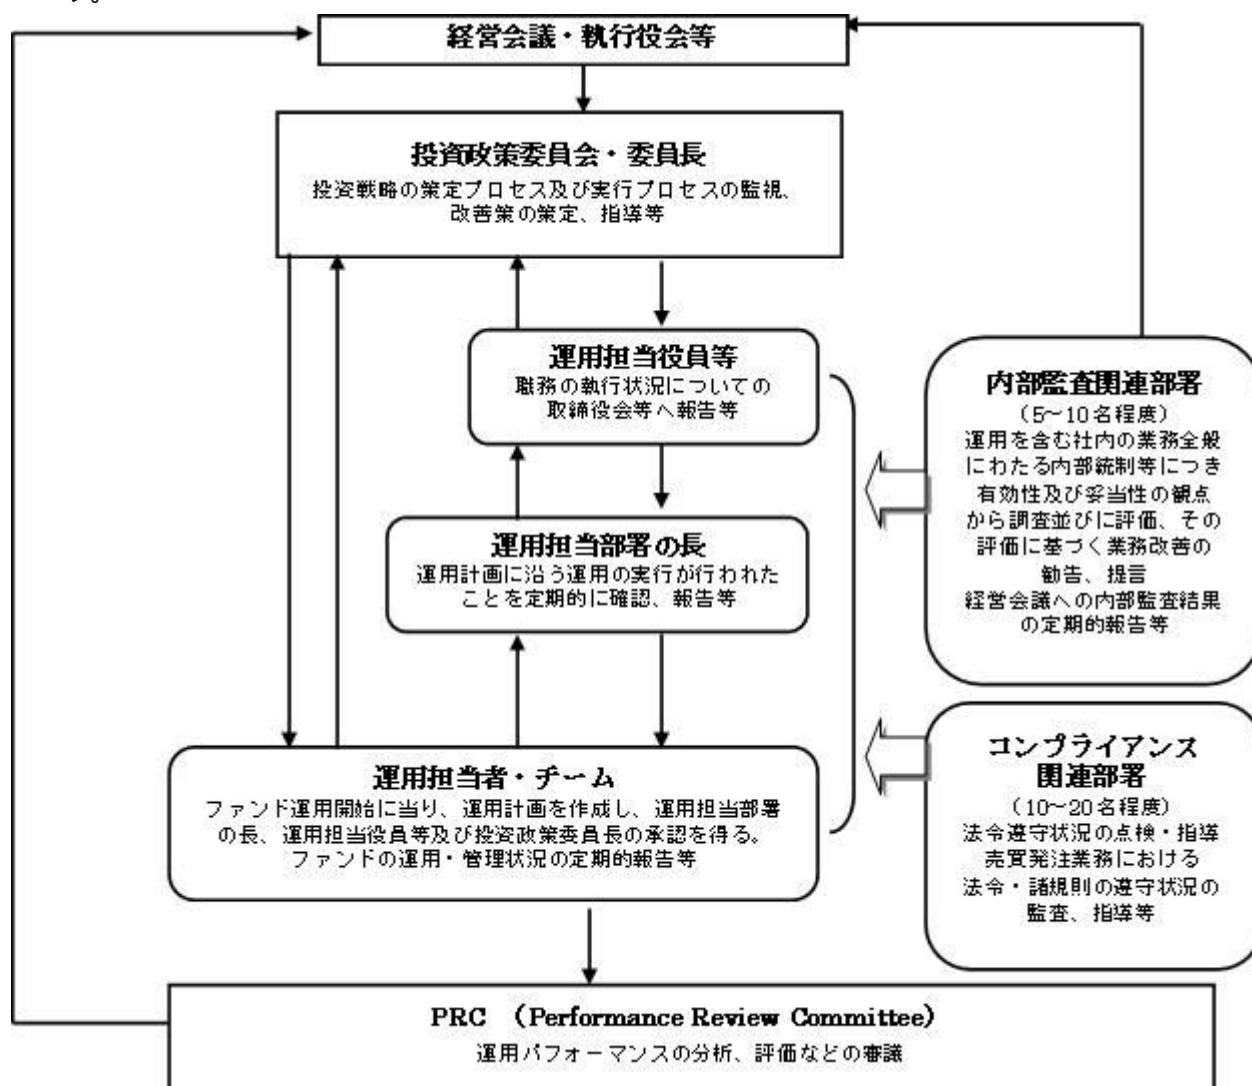 す。
経営会議・執行役会等
投資政策委員会・委員長
投資戦略の策定プロセス及び実行プロセスの監視、
改善策の策定、指導等
運用担当役員等
職務の執行状況についての
取締役会等へ報告等
運用担当部署の長
運用計画に沿う運用の実行が行われた
ことを定期的に確認、報告等
運用担当者・チーム
ファンド運用開始に当り、運用計画を作成し、運用担当部署
の長、運用担当役員等及び投資政策委員長の承認を得る。
ファンドの運用・管理状況の定期的報告等
内部監査関連部署
（5～10名程度）
運用を含む社内の業務全般
にわたる内部統制等につき
有効性及び妥当性の観点
から調査並びに評価、その
評価に基づく業務改善の
勧告、提言
経営会議への内部監査結果
の定期的報告等
コンプライアンス
関連部署
（10～20名程度）
法令遵守状況の点検・指導
売買発注業務における
法令・諸規則の遵守状況の
監査、指導等
PRC （Performance Review Committee）
運用パフォーマンスの分析、評価などの審議